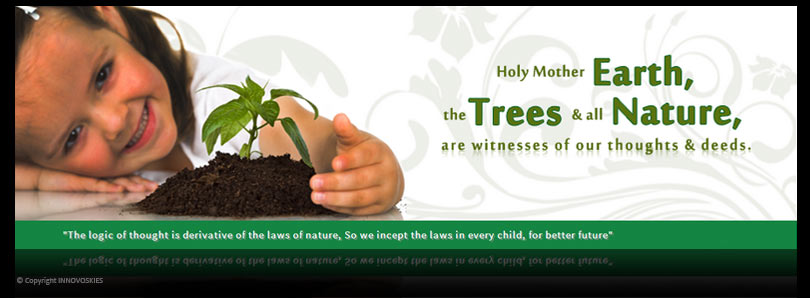 Holy Mother Earth,
the Trees & all Nature,
are witnesses of our thoughts & deeds.
"The logic of thought is derivative of the laws of nature, So we incept the laws in every child, for better future"
© Copyright INNOVOSKIES